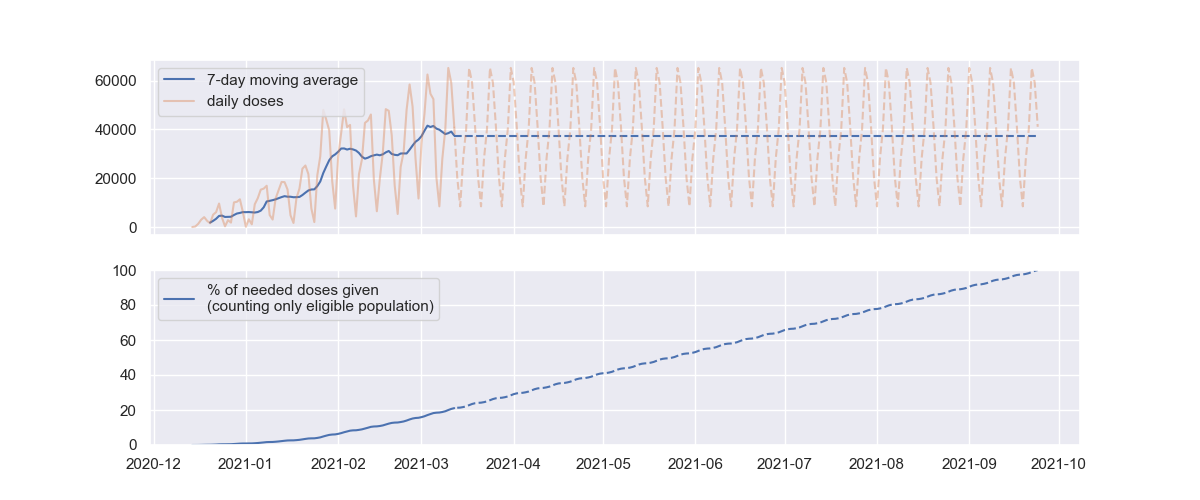 7-day moving average
daily doses
60000
40000
20000
0
% of needed doses given
(counting only eligible population)
100
80
60
40
20
0
2020-12 2021-01 2021-02 2021-03 2021-04 2021-05 2021-06 2021-07 2021-08 2021-09 2021-10